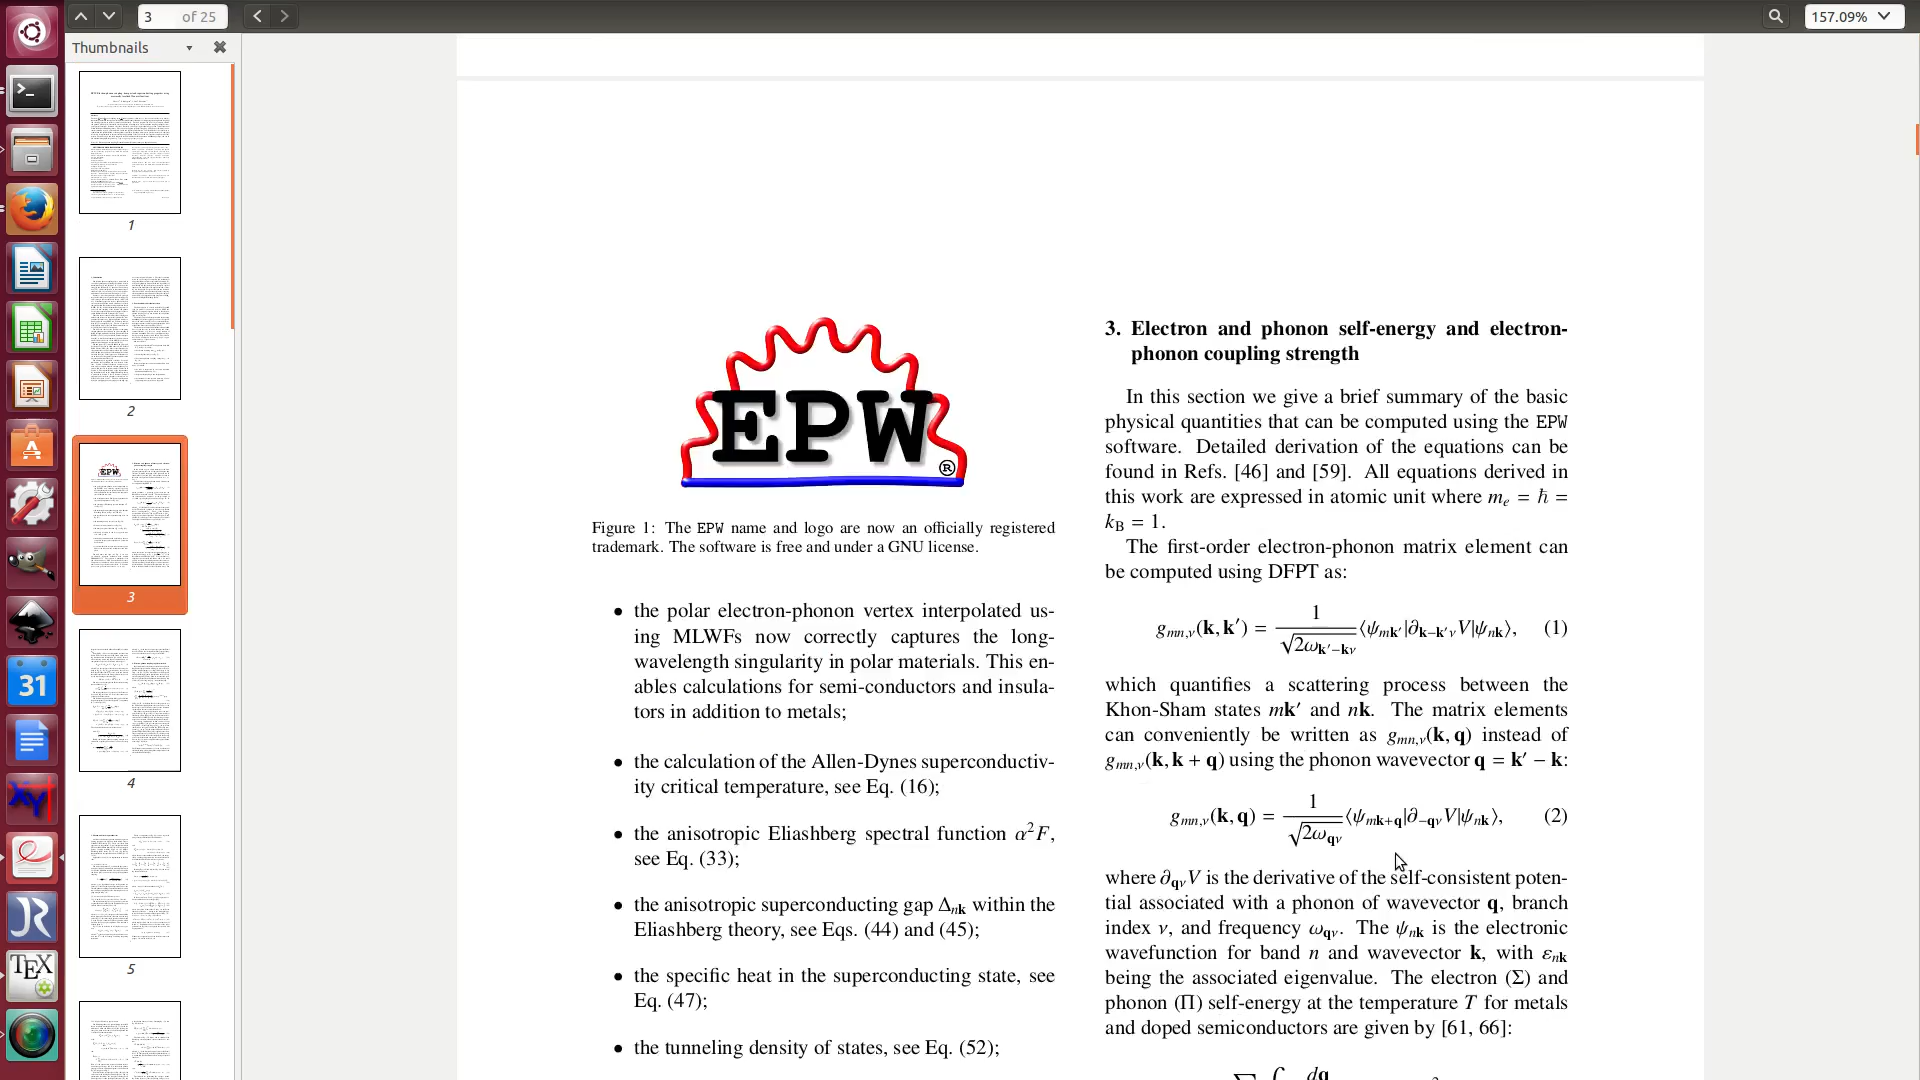 3 of 25
157.09%
Thumbnails
1
2
3
4
5
31
TEX
EPW
®
Figure 1: The EPW name and logo are now an officially registered
trademark. The software is free and under a GNU license.
• the polar electron-phonon vertex interpolated us-
ing MLWFs now correctly captures the long-
wavelength singularity in polar materials. This en-
ables calculations for semi-conductors and insula-
tors in addition to metals;
• the calculation of the Allen-Dynes superconductiv-
ity critical temperature, see Eq. (16);
• the anisotropic Eliashberg spectral function α²F,
see Eq. (33);
• the anisotropic superconducting gap Δnk within the
Eliashberg theory, see Eqs. (44) and (45);
• the specific heat in the superconducting state, see
Eq. (47);
• the tunneling density of states, see Eq. (52);
3. Electron and phonon self-energy and electron-
phonon coupling strength
In this section we give a brief summary of the basic
physical quantities that can be computed using the EPW
software. Detailed derivation of the equations can be
found in Refs. [46] and [59]. All equations derived in
this work are expressed in atomic unit where me = ħ =
kB = 1.
The first-order electron-phonon matrix element can
be computed using DFPT as:
gmn,ν(k, k′) = 1/√2ωk′−kν ⟨ψmk′|∂k−k′νV|ψnk⟩, (1)
which quantifies a scattering process between the
Khon-Sham states mk′ and nk. The matrix elements
can conveniently be written as gmn,ν(k, q) instead of
gmn,ν(k, k + q) using the phonon wavevector q = k′ − k:
gmn,ν(k, q) = 1/√2ωqν ⟨ψmk+q|∂−qνV|ψnk⟩, (2)
where ∂qνV is the derivative of the self-consistent poten-
tial associated with a phonon of wavevector q, branch
index ν, and frequency ωqν. The ψnk is the electronic
wavefunction for band n and wavevector k, with εnk
being the associated eigenvalue. The electron (Σ) and
phonon (Π) self-energy at the temperature T for metals
and doped semiconductors are given by [61, 66]: